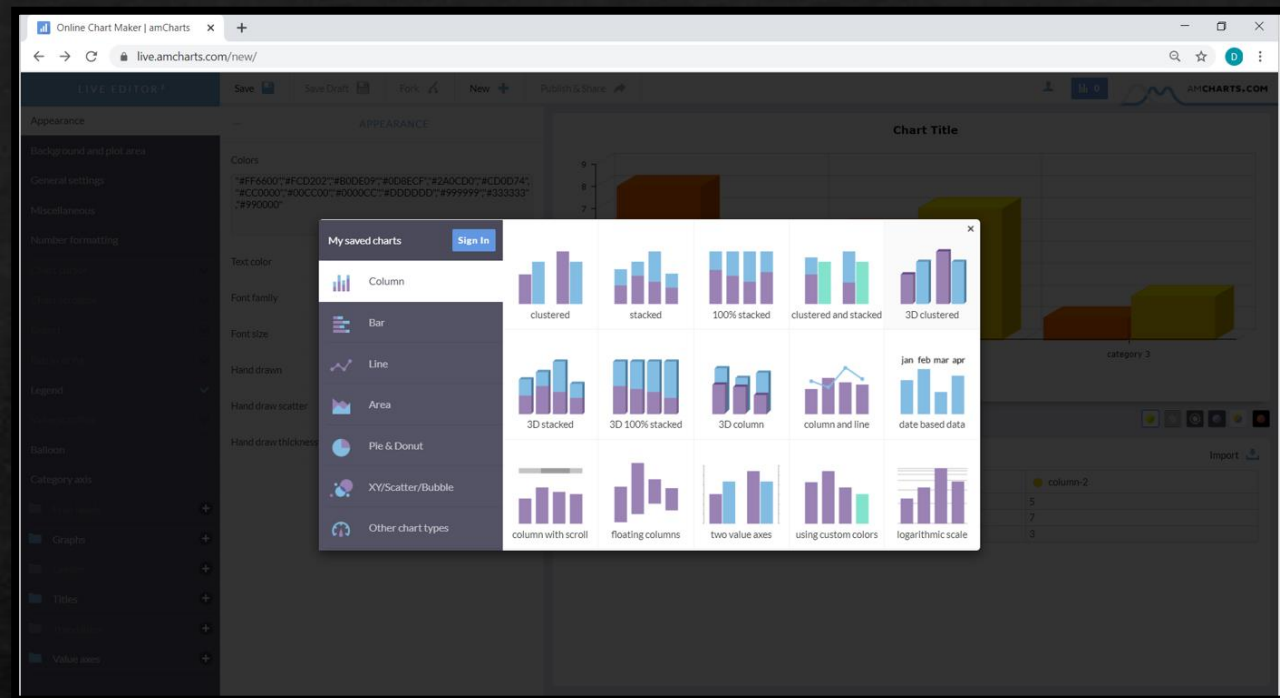 Online Chart Maker | amCharts
live.amcharts.com/new/
D
LIVE EDITOR
Save
Save Draft
Fork
New
Publish & Share
0
AMCHARTS.COM
Appearance
Background and plot area
General settings
Miscellaneous
Number formatting
Legend
Balloon
Category axis
Graphs
Titles
Value axes
APPEARANCE
Colors
"#FF6600","#FCD202","#B0DE09","#0D8ECF","#2A0CD0","#CD0D74",
"#CC0000","#00CC00","#0000CC","#DDDDDD","#999999","#333333"
,"#990000"
Text color
Font family
Font size
Hand drawn
Hand draw scatter
Hand draw thickness
Chart Title
9
8
7
category 3
Import
column-2
5
7
3
My saved charts
Sign In
Column
Bar
Line
Area
Pie & Donut
XY/Scatter/Bubble
Other chart types
clustered
stacked
100% stacked
clustered and stacked
3D clustered
3D stacked
3D 100% stacked
3D column
column and line
jan feb mar apr
date based data
column with scroll
floating columns
two value axes
using custom colors
logarithmic scale